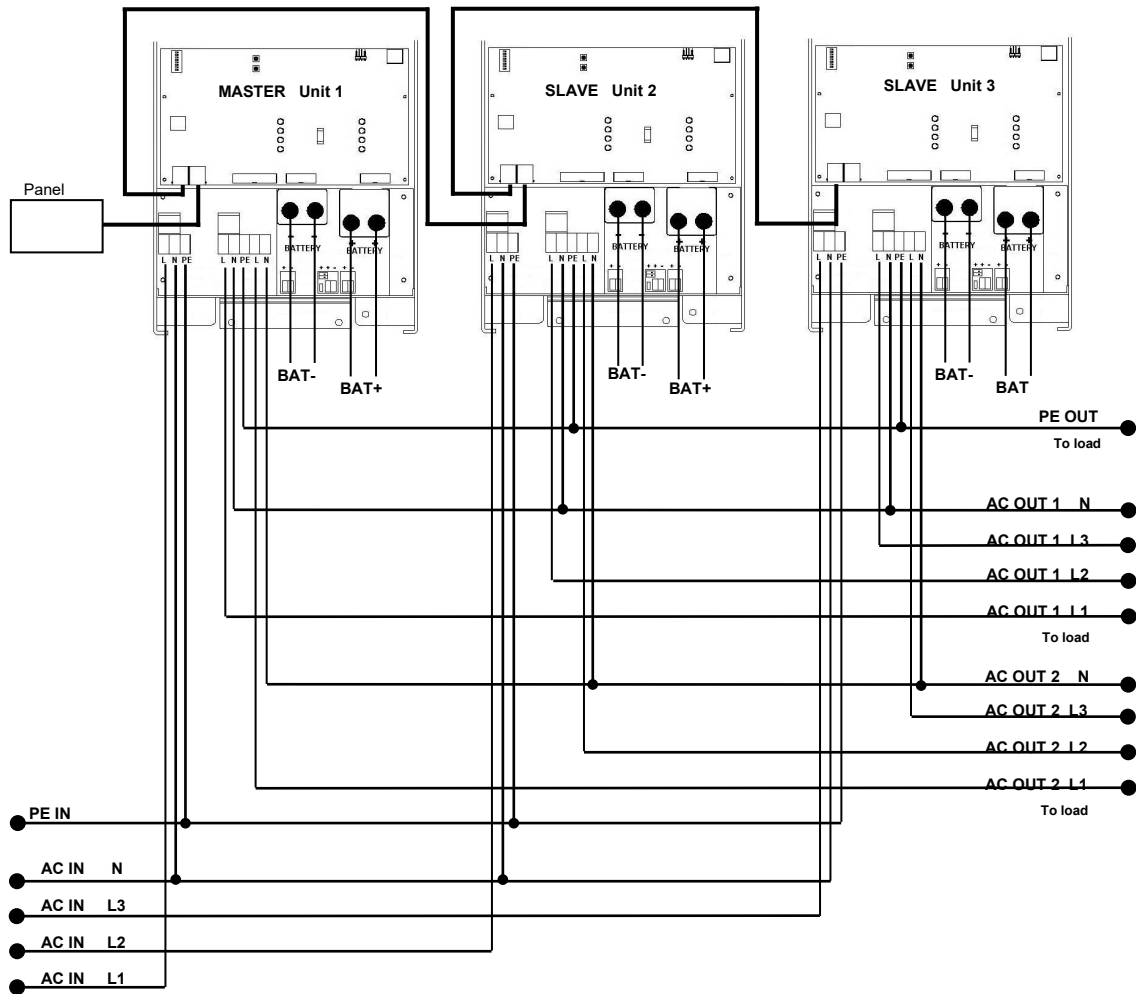 MASTER Unit 1
SLAVE Unit 2
SLAVE Unit 3
Panel
BATTERY
BATTERY
BATTERY
BATTERY
BATTERY
BATTERY
L N PE
L N PE L N
L N PE
L N PE L N
L N PE
L N PE L N
+ -
+ + - + -
+ -
+ + - + -
+ -
+ + - + -
BAT-
BAT+
BAT-
BAT+
BAT-
BAT
PE OUT
To load
AC OUT 1 N
AC OUT 1 L3
AC OUT 1 L2
AC OUT 1 L1
To load
AC OUT 2 N
AC OUT 2 L3
AC OUT 2 L2
AC OUT 2 L1
To load
PE IN
AC IN N
AC IN L3
AC IN L2
AC IN L1